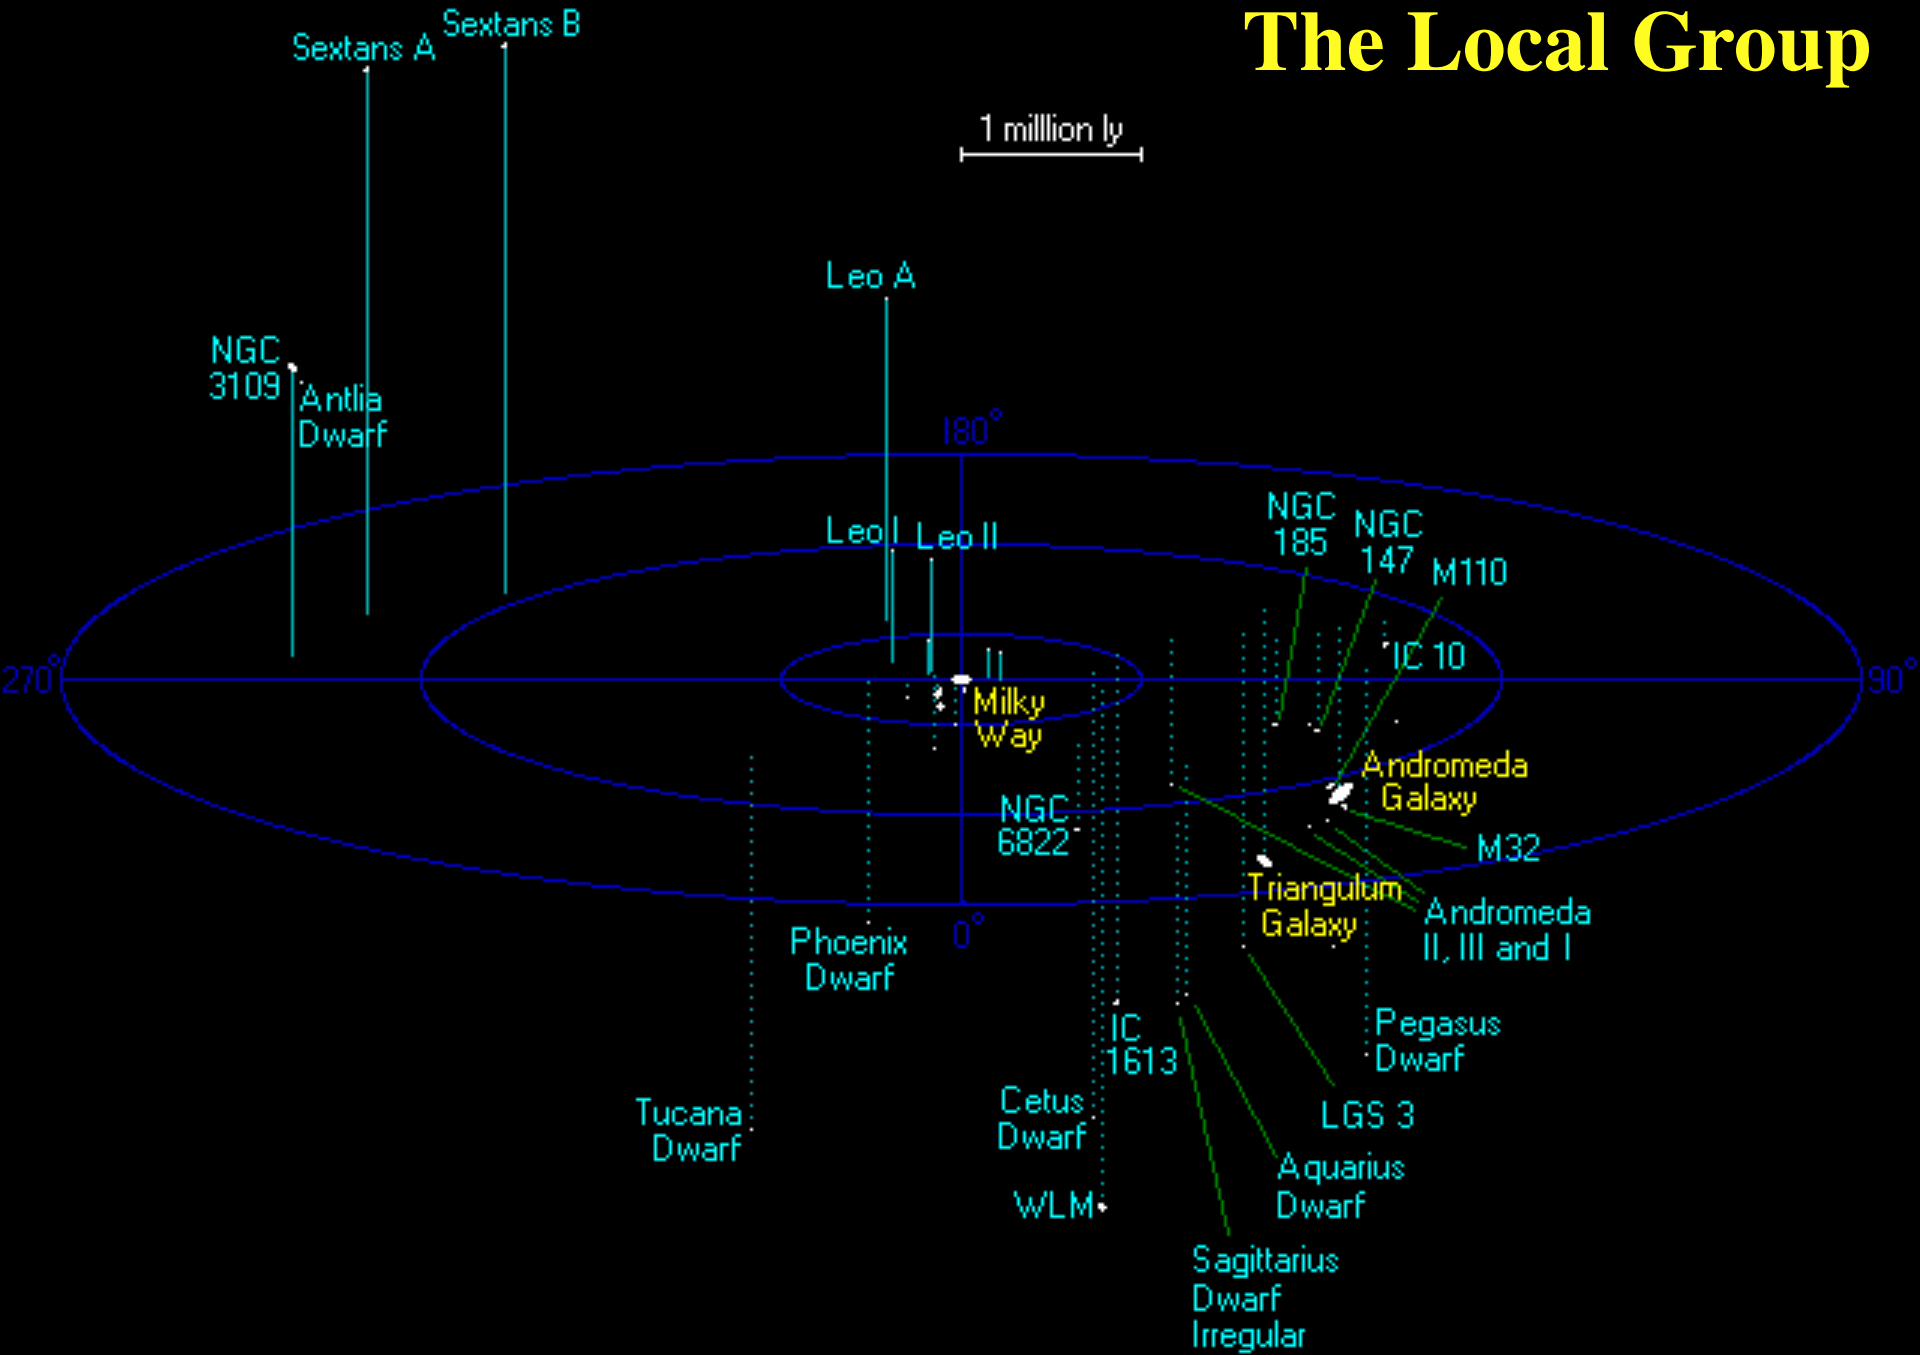 The Local Group
Sextans B
Sextans A
1 milllion ly
Leo A
NGC
3109
Antlia
Dwarf
180°
NGC
185
NGC
147
Leo I
Leo II
M110
IC 10
270°
90°
Milky
Way
Andromeda
Galaxy
NGC
6822
M32
Triangulum
Galaxy
Andromeda
II, III and I
0°
Phoenix
Dwarf
IC
1613
Pegasus
Dwarf
Cetus
Dwarf
Tucana
Dwarf
LGS 3
Aquarius
Dwarf
WLM
Sagittarius
Dwarf
Irregular